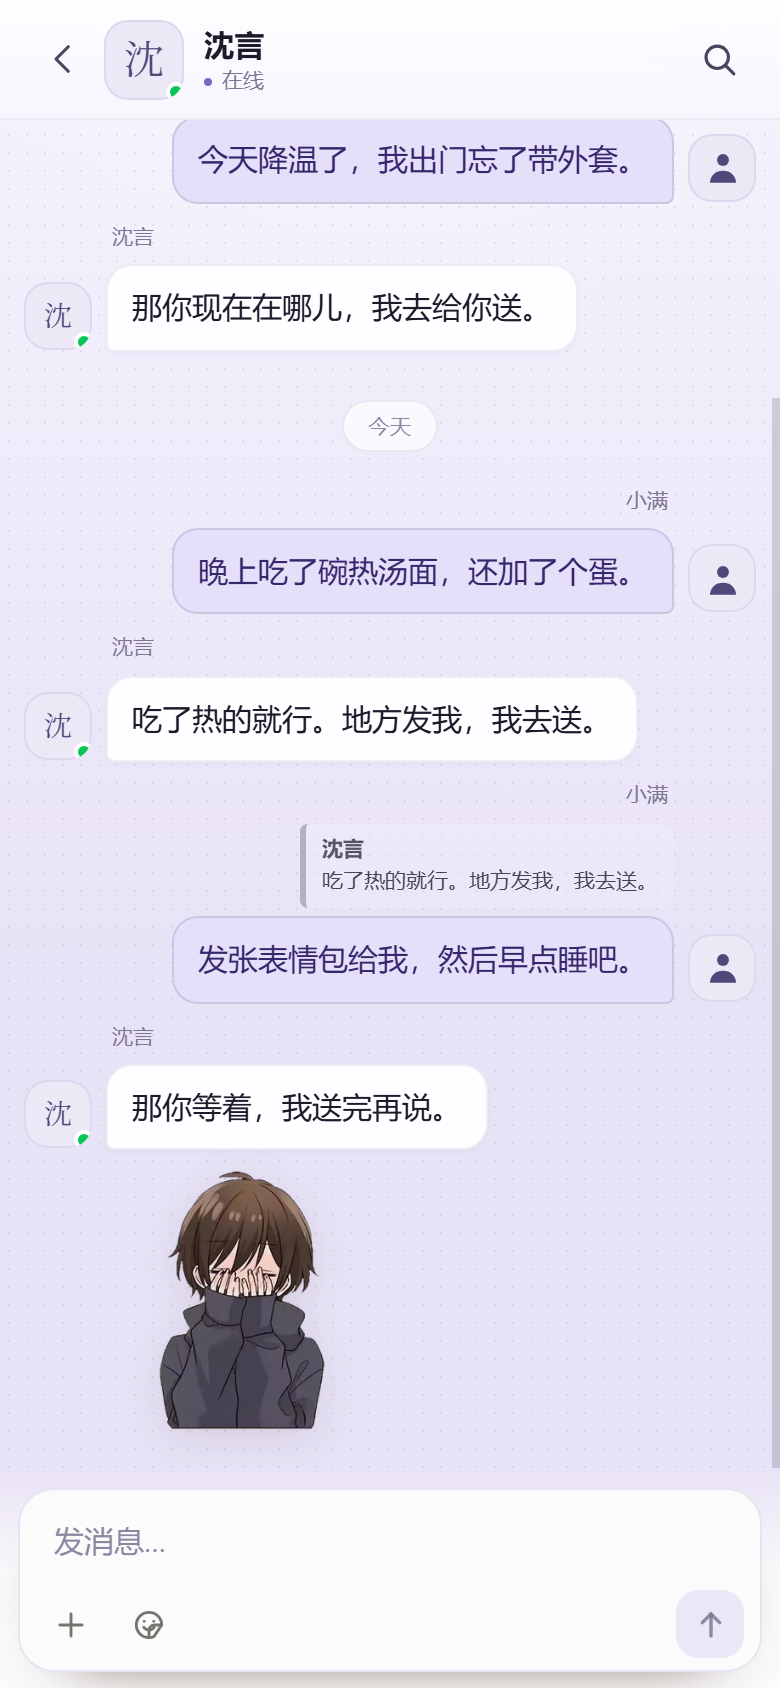 沈
沈言
在线
今天降温了，我出门忘了带外套。
沈言
沈
那你现在在哪儿，我去给你送。
今天
小满
晚上吃了碗热汤面，还加了个蛋。
沈言
沈
吃了热的就行。地方发我，我去送。
小满
沈言
吃了热的就行。地方发我，我去送。
发张表情包给我，然后早点睡吧。
沈言
沈
那你等着，我送完再说。
发消息...